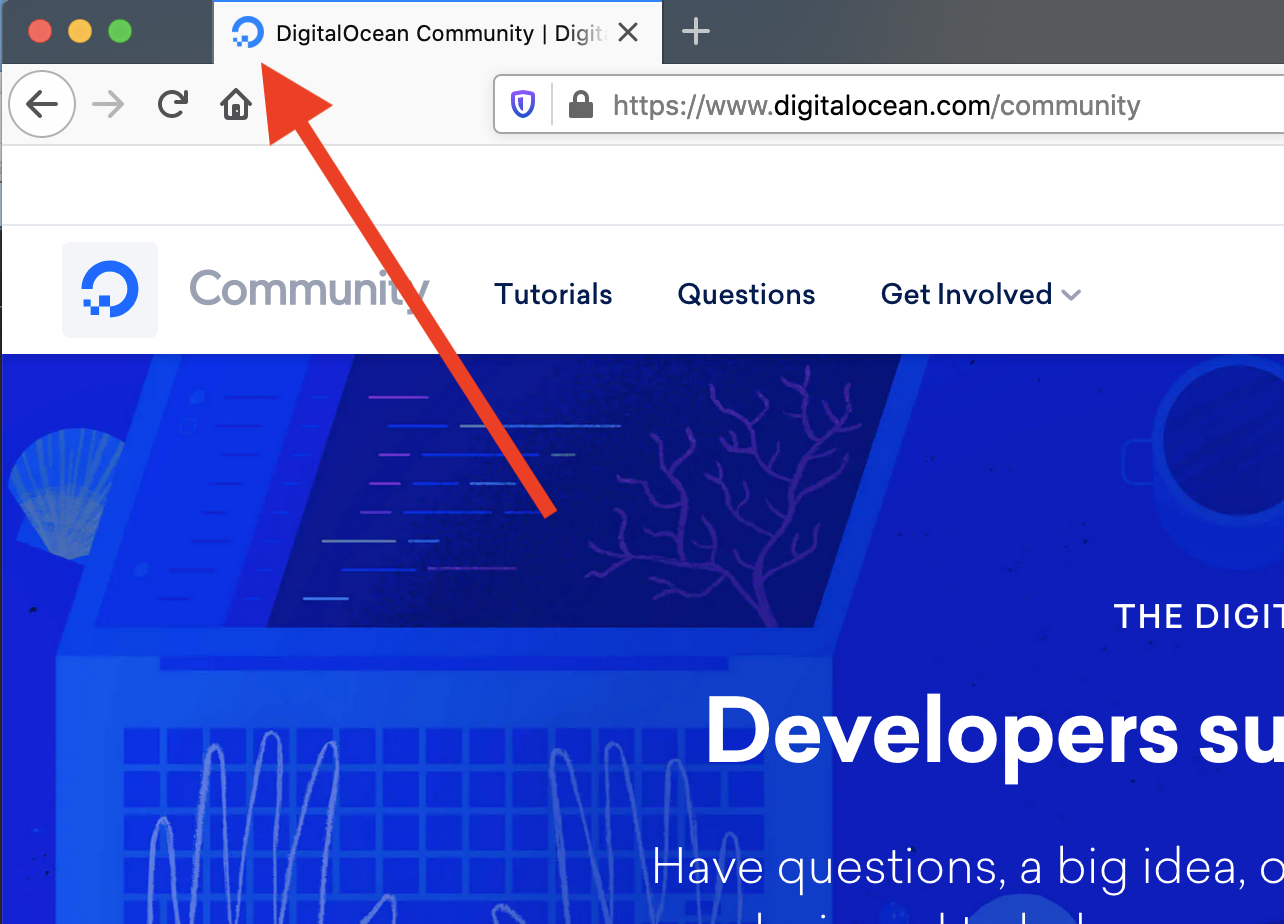 DigitalOcean Community | Digit
https://www.digitalocean.com/community
Community
Tutorials
Questions
Get Involved
THE DIGIT
Developers su
Have questions, a big idea, o